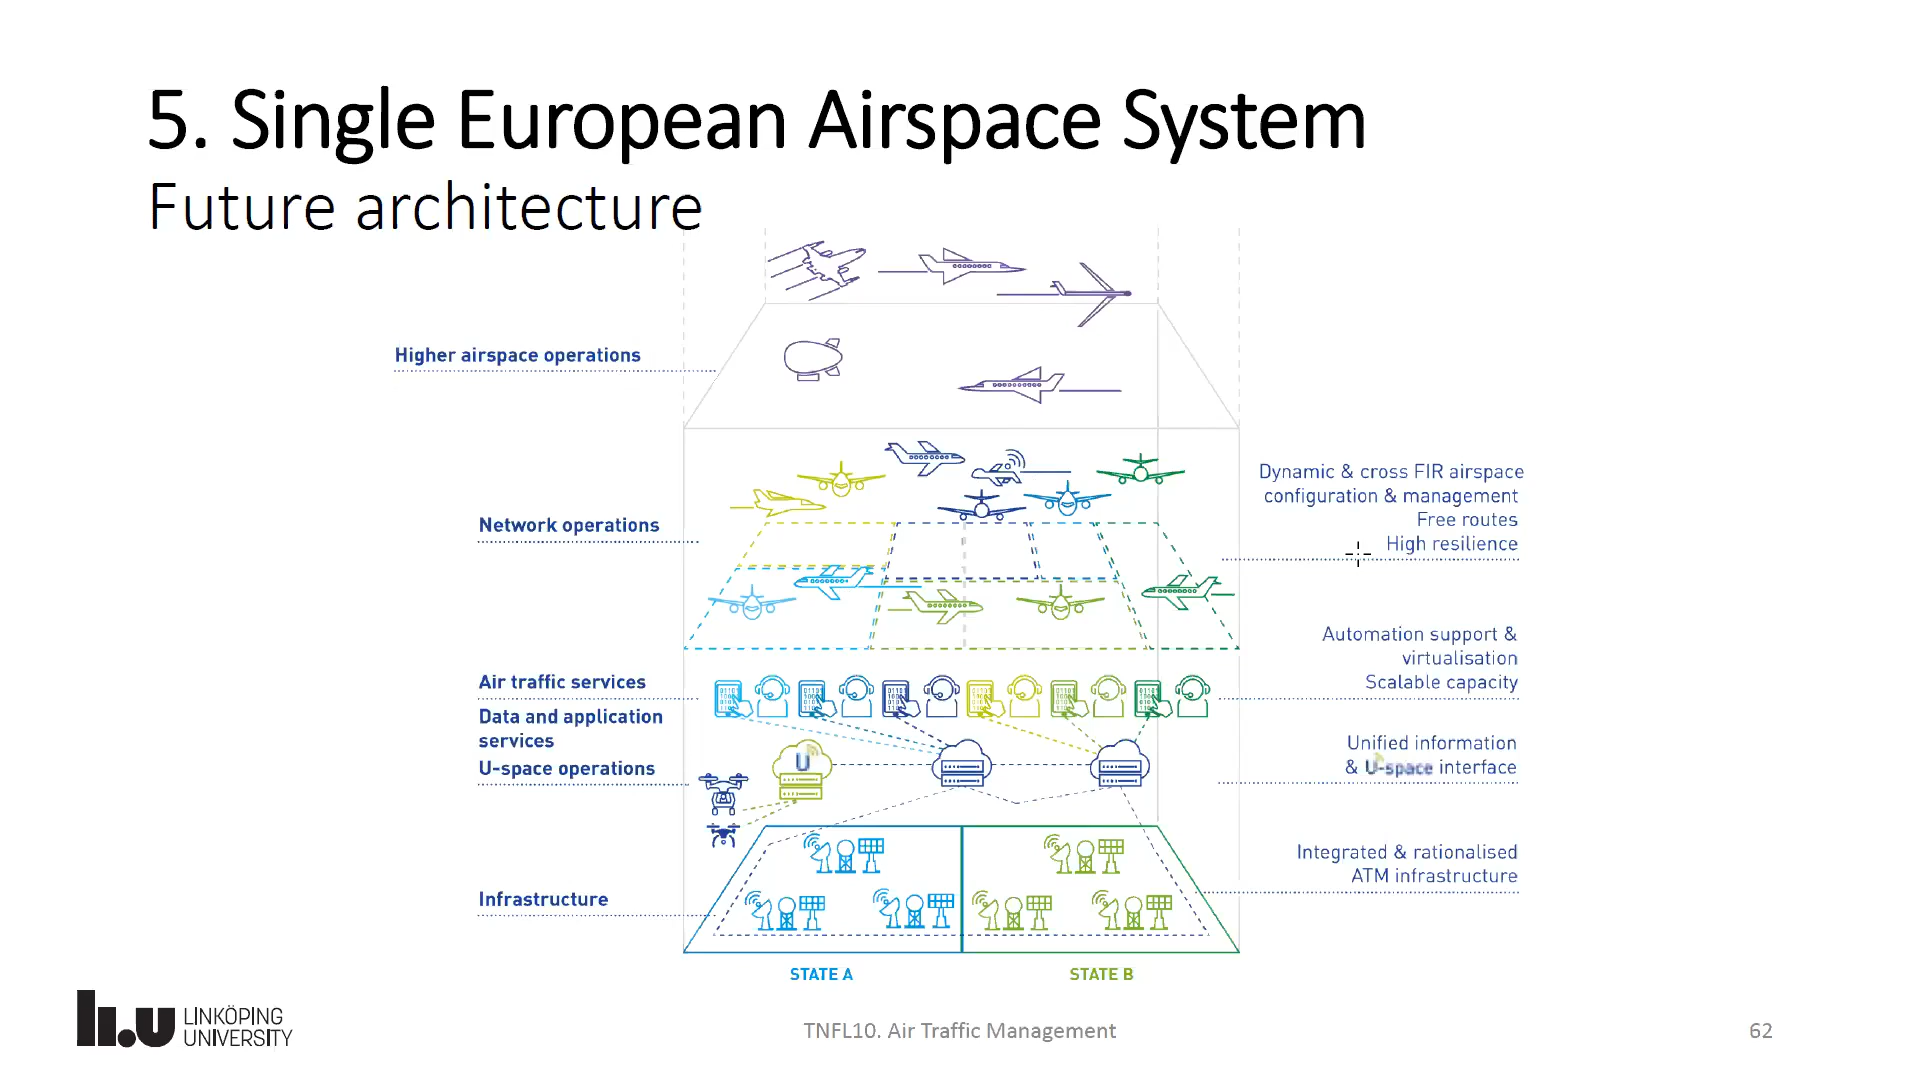 5. Single European Airspace System
Future architecture
Higher airspace operations
Network operations
Dynamic & cross FIR airspace
configuration & management
Free routes
High resilience
Air traffic services
Automation support &
virtualisation
Scalable capacity
Data and application
services
U-space operations
U
Unified information
& U-space interface
Infrastructure
Integrated & rationalised
ATM infrastructure
STATE A
STATE B
LINKÖPING
UNIVERSITY
TNFL10. Air Traffic Management
62